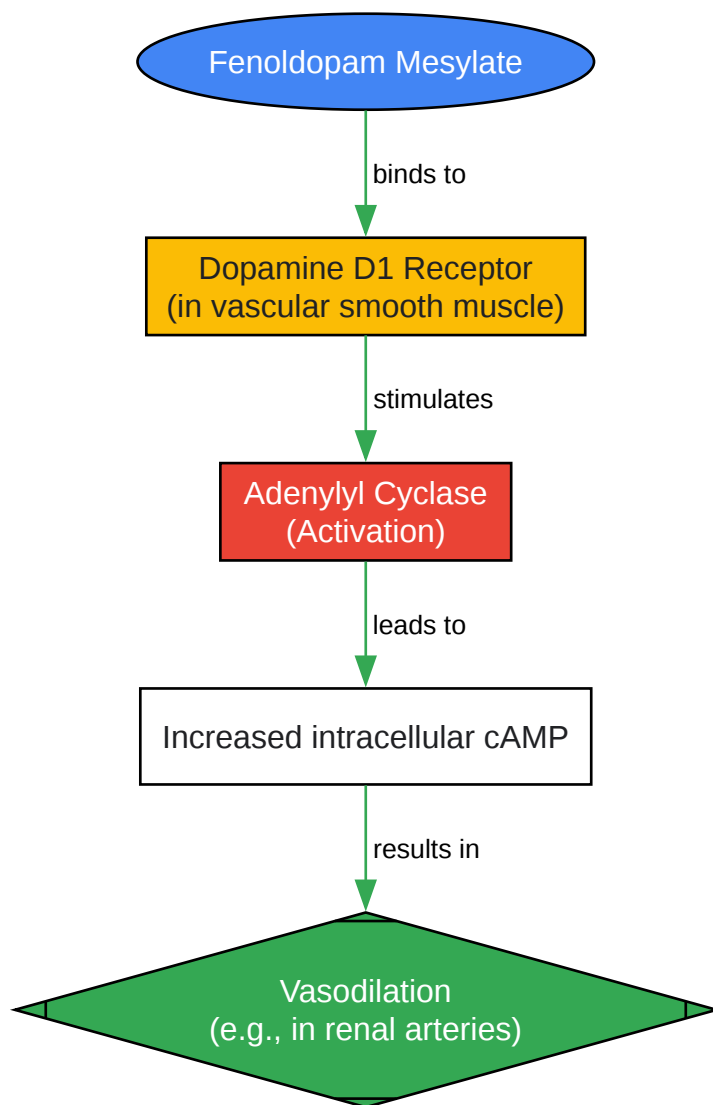 Fenoldopam Mesylate
binds to
Dopamine D1 Receptor
(in vascular smooth muscle)
stimulates
Adenylyl Cyclase
(Activation)
leads to
Increased intracellular cAMP
results in
Vasodilation
(e.g., in renal arteries)